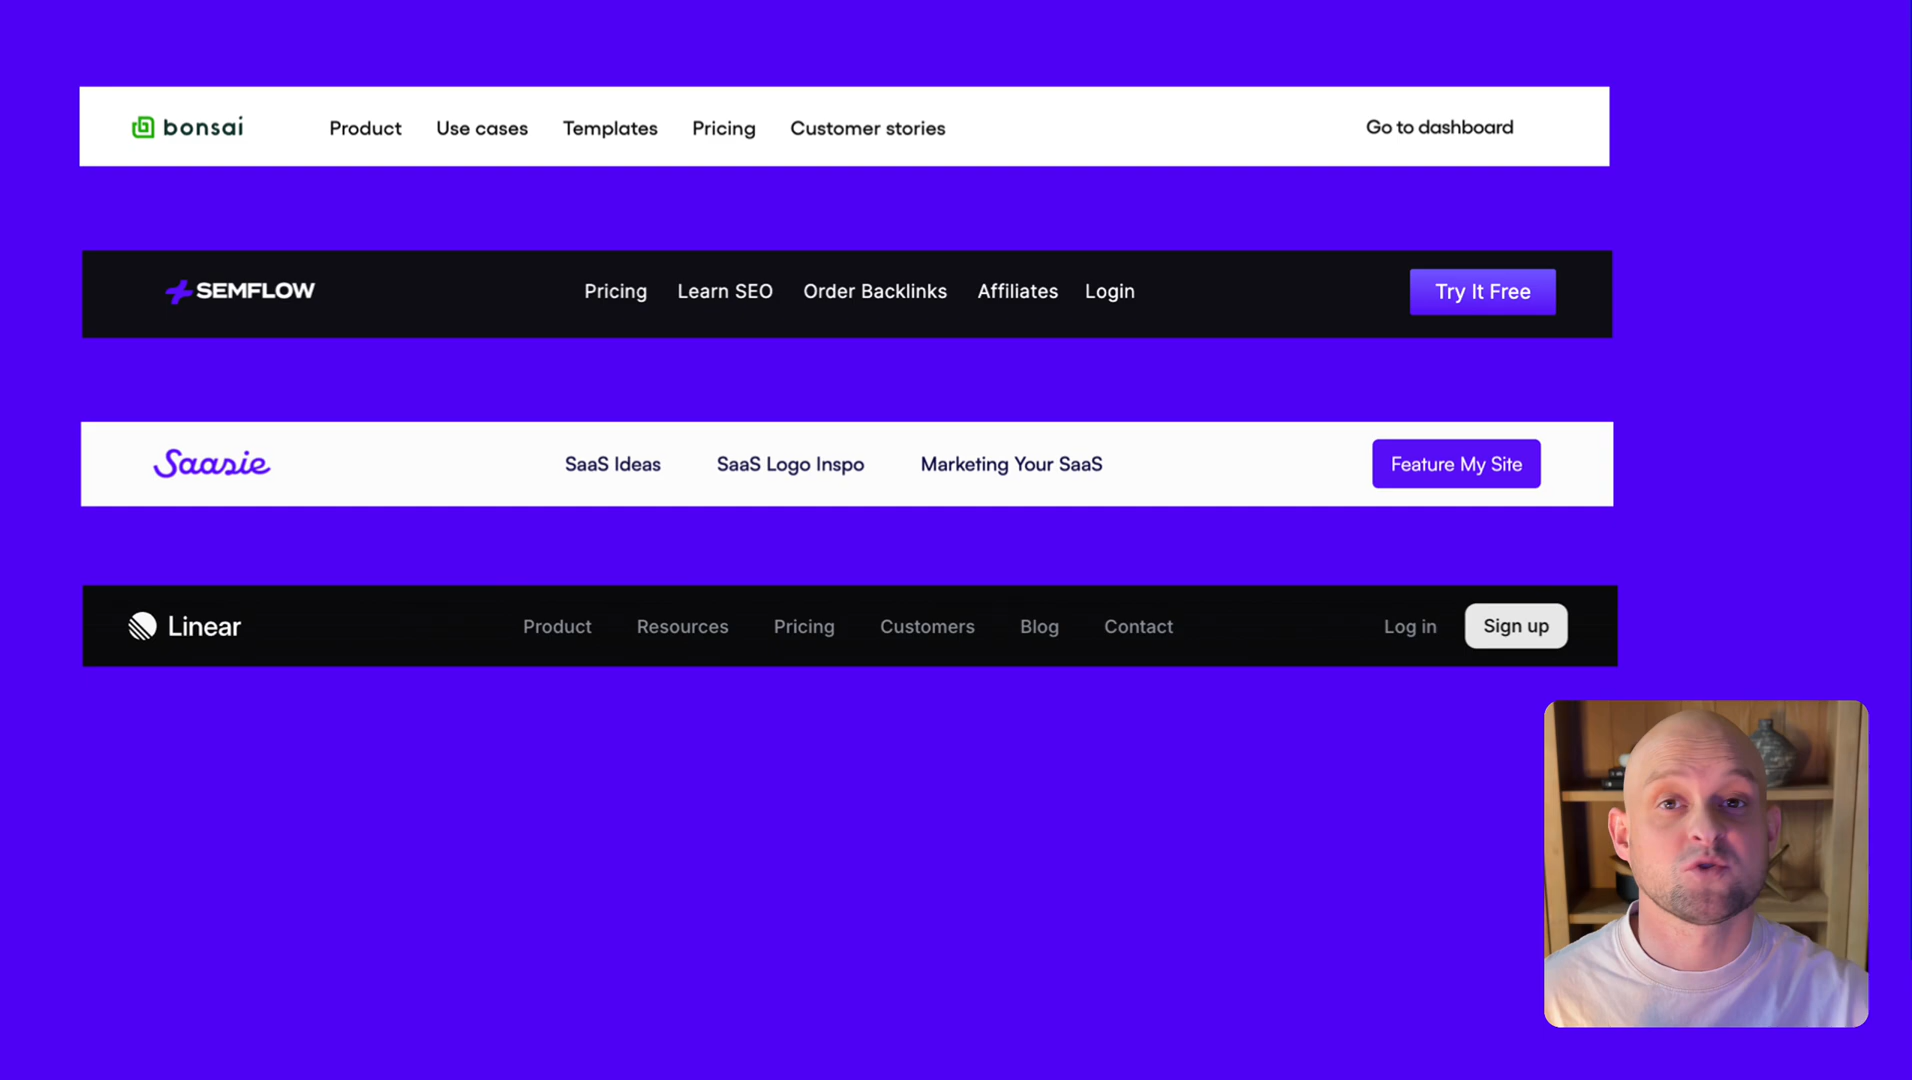 bonsai Product Use cases Templates Pricing Customer stories Go to dashboard
SEMFLOW Pricing Learn SEO Order Backlinks Affiliates Login Try It Free
Saasie SaaS Ideas SaaS Logo Inspo Marketing Your SaaS Feature My Site
Linear Product Resources Pricing Customers Blog Contact Log in Sign up